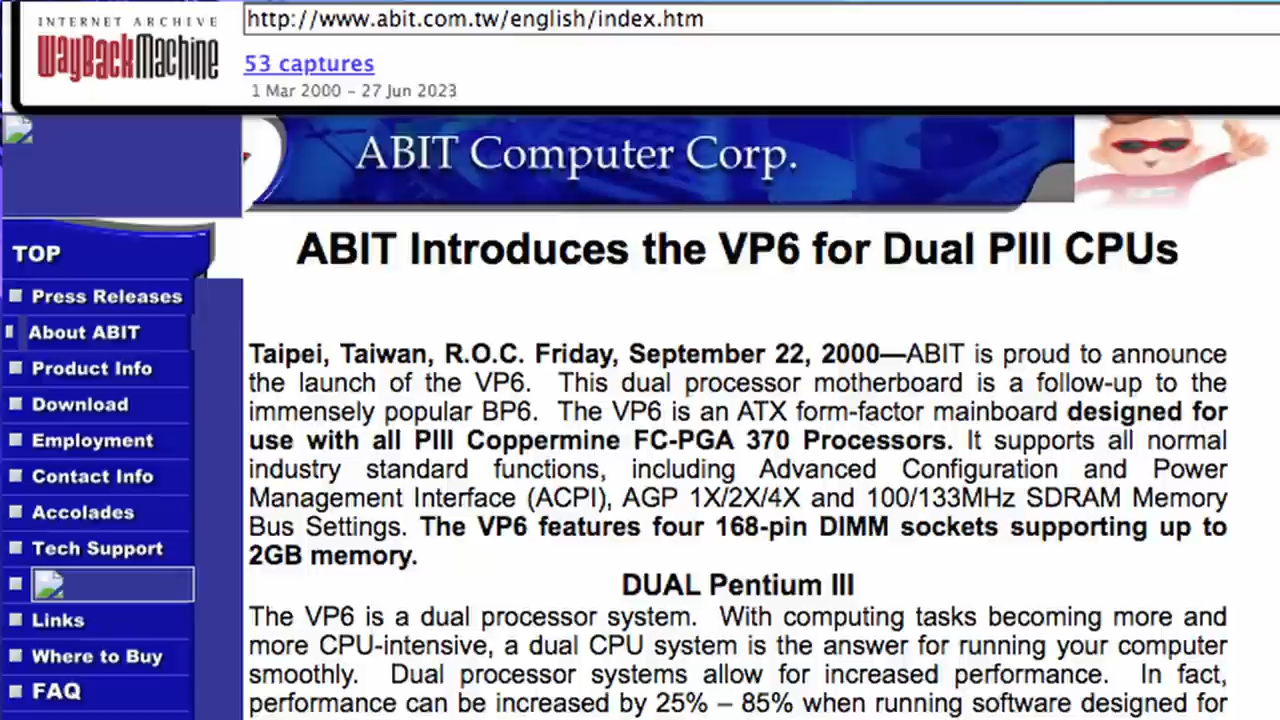 INTERNET ARCHIVE
WayBackMachine
http://www.abit.com.tw/english/index.htm
53 captures
1 Mar 2000 – 27 Jun 2023
ABIT Computer Corp.
TOP
Press Releases
About ABIT
Product Info
Download
Employment
Contact Info
Accolades
Tech Support
Links
Where to Buy
FAQ
ABIT Introduces the VP6 for Dual PIII CPUs
Taipei, Taiwan, R.O.C. Friday, September 22, 2000—ABIT is proud to announce
the launch of the VP6. This dual processor motherboard is a follow-up to the
immensely popular BP6. The VP6 is an ATX form-factor mainboard designed for
use with all PIII Coppermine FC-PGA 370 Processors. It supports all normal
industry standard functions, including Advanced Configuration and Power
Management Interface (ACPI), AGP 1X/2X/4X and 100/133MHz SDRAM Memory
Bus Settings. The VP6 features four 168-pin DIMM sockets supporting up to
2GB memory.
DUAL Pentium III
The VP6 is a dual processor system. With computing tasks becoming more and
more CPU-intensive, a dual CPU system is the answer for running your computer
smoothly. Dual processor systems allow for increased performance. In fact,
performance can be increased by 25% – 85% when running software designed for